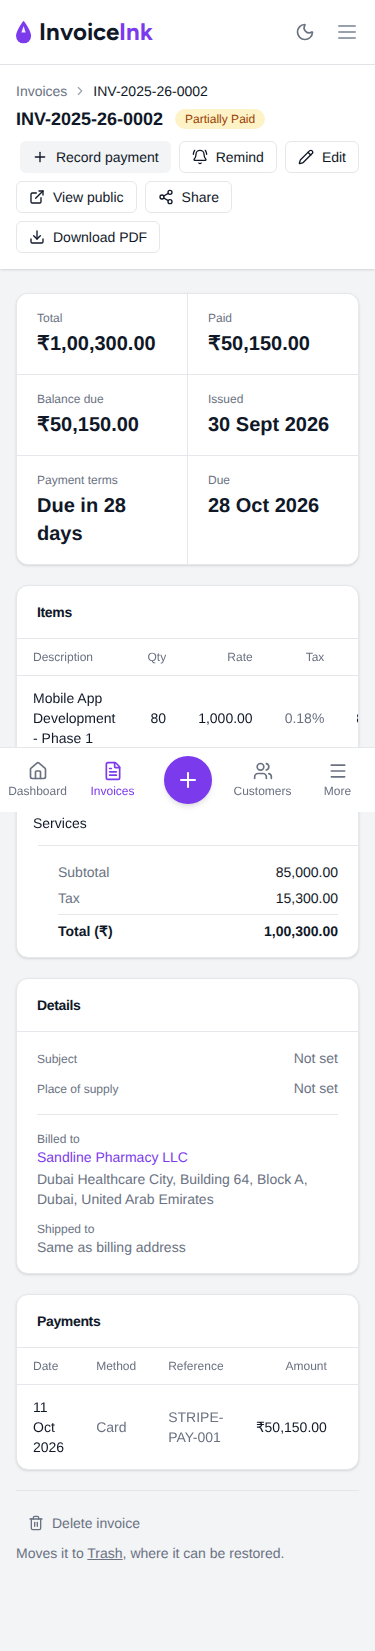 InvoiceInk
Invoices > INV-2025-26-0002
INV-2025-26-0002 Partially Paid
Record payment Remind Edit
View public Share
Download PDF
Total Paid
₹1,00,300.00 ₹50,150.00
Balance due Issued
₹50,150.00 30 Sept 2026
Payment terms Due
Due in 28 28 Oct 2026
days
Items
Description Qty Rate Tax
Mobile App
Development 80 1,000.00 0.18%
- Phase 1
Dashboard Invoices Customers More
Services
Subtotal 85,000.00
Tax 15,300.00
Total (₹) 1,00,300.00
Details
Subject Not set
Place of supply Not set
Billed to
Sandline Pharmacy LLC
Dubai Healthcare City, Building 64, Block A,
Dubai, United Arab Emirates
Shipped to
Same as billing address
Payments
Date Method Reference Amount
11
Oct
2026 Card STRIPE-
PAY-001 ₹50,150.00
Delete invoice
Moves it to Trash, where it can be restored.